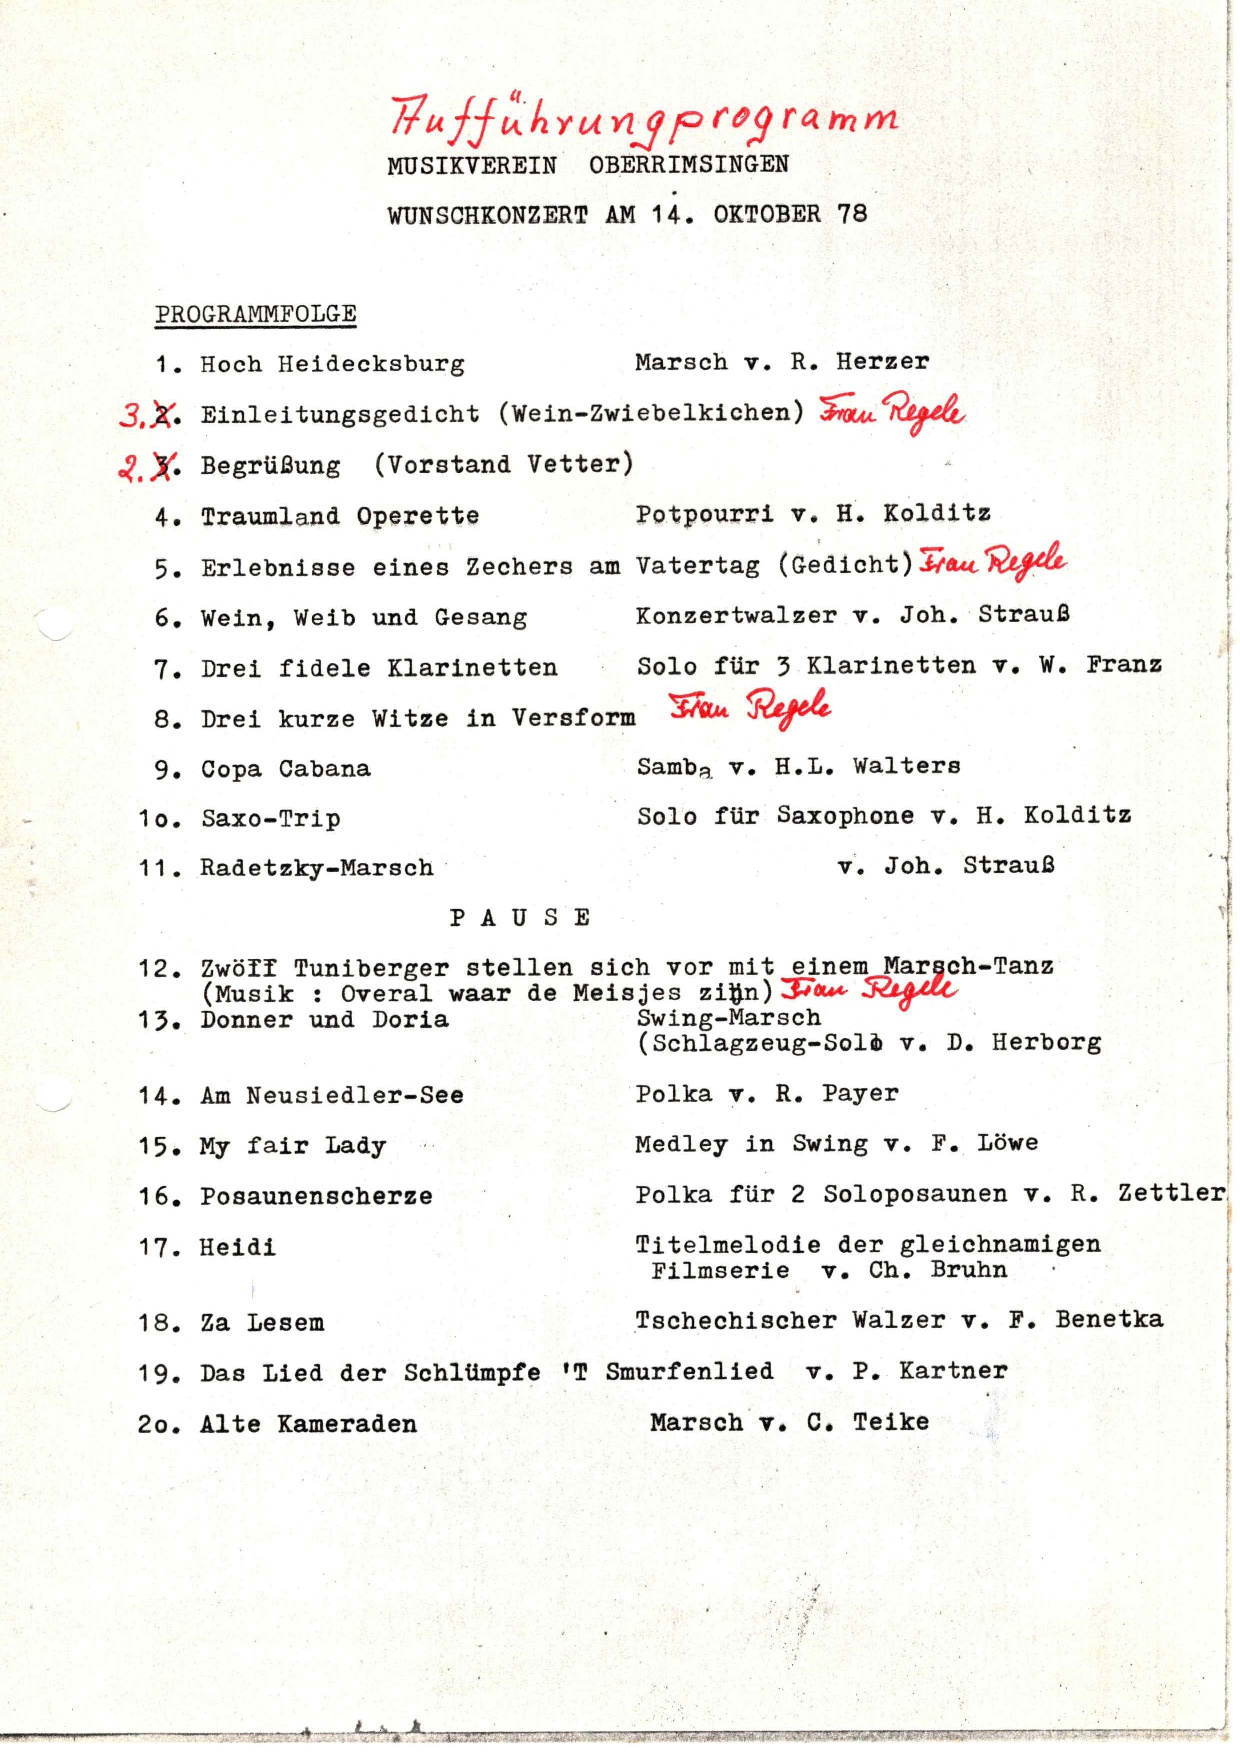 Aufführungprogramm
MUSIKVEREIN OBERRIMSINGEN
WUNSCHKONZERT AM 14. OKTOBER 78
PROGRAMMFOLGE
1. Hoch Heidecksburg Marsch v. R. Herzer
3. 2. Einleitungsgedicht (Wein-Zwiebelkichen) Frau Regele
2. 3. Begrüßung (Vorstand Vetter)
4. Traumland Operette Potpourri v. H. Kolditz
5. Erlebnisse eines Zechers am Vatertag (Gedicht) Frau Regele
6. Wein, Weib und Gesang Konzertwalzer v. Joh. Strauß
7. Drei fidele Klarinetten Solo für 3 Klarinetten v. W. Franz
8. Drei kurze Witze in Versform Frau Regele
9. Copa Cabana Samba v. H.L. Walters
1o. Saxo-Trip Solo für Saxophone v. H. Kolditz
11. Radetzky-Marsch v. Joh. Strauß
P A U S E
12. Zwölf Tuniberger stellen sich vor mit einem Marsch-Tanz
(Musik : Overal waar de Meisjes zijn) Frau Regele
13. Donner und Doria Swing-Marsch
(Schlagzeug-Solo v. D. Herborg
14. Am Neusiedler-See Polka v. R. Payer
15. My fair Lady Medley in Swing v. F. Löwe
16. Posaunenscherze Polka für 2 Soloposaunen v. R. Zettler
17. Heidi Titelmelodie der gleichnamigen
Filmserie v. Ch. Bruhn
18. Za Lesem Tschechischer Walzer v. F. Benetka
19. Das Lied der Schlümpfe 'T Smurfenlied v. P. Kartner
2o. Alte Kameraden Marsch v. C. Teike